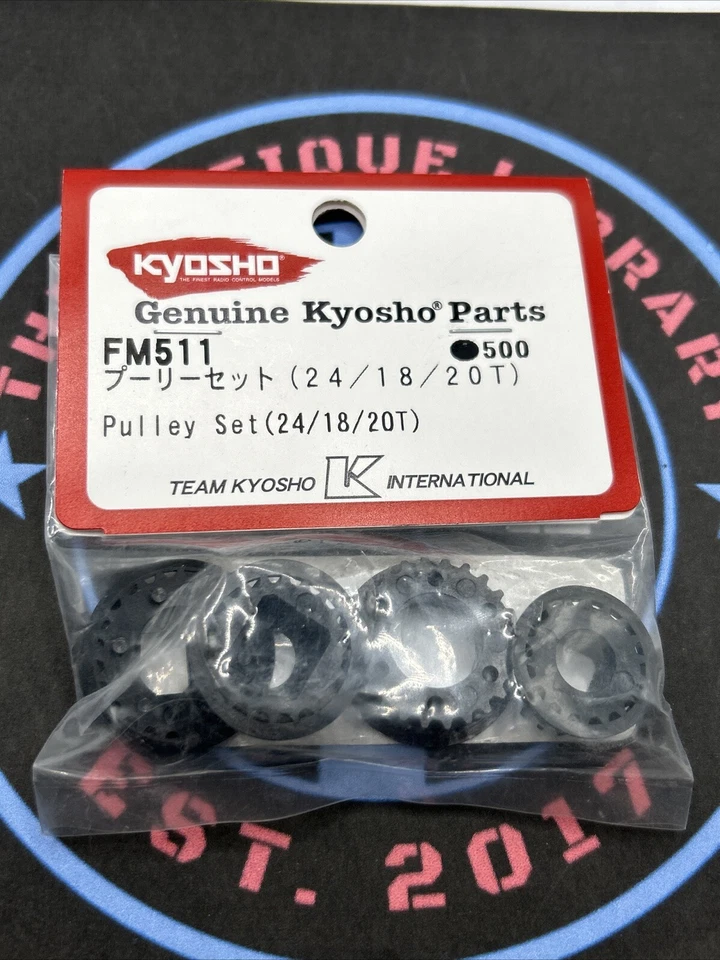 KYOSHO®
THE FINEST RADIO CONTROL MODELS
Genuine Kyosho® Parts
FM511 ●500
プーリーセット(24/18/20T)
Pulley Set(24/18/20T)
TEAM KYOSHO K INTERNATIONAL
EST. 2017